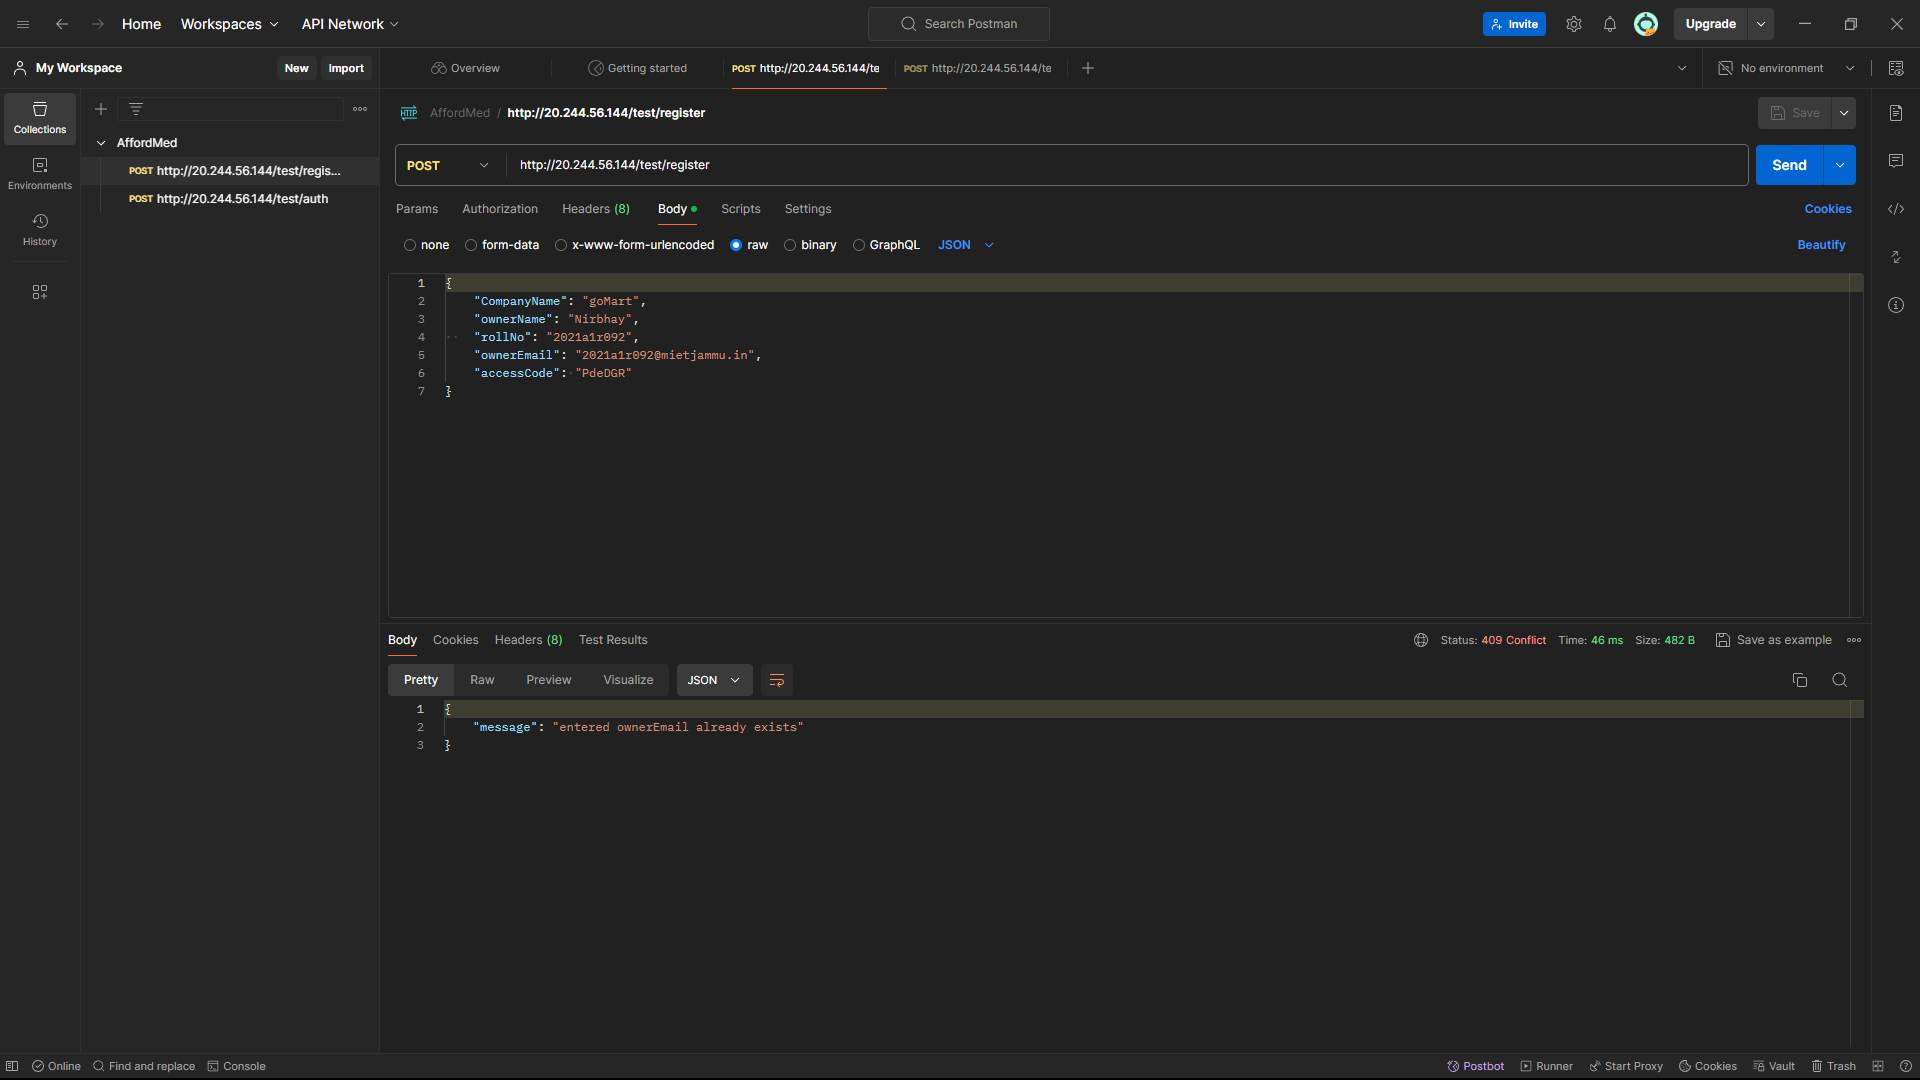 Home Workspaces API Network Search Postman Invite Upgrade
My Workspace New Import Overview Getting started POST http://20.244.56.144/te POST http://20.244.56.144/te No environment
Collections
Environments
History
AffordMed
POST http://20.244.56.144/test/regis...
POST http://20.244.56.144/test/auth
HTTP AffordMed / http://20.244.56.144/test/register Save
POST http://20.244.56.144/test/register Send
Params Authorization Headers (8) Body Scripts Settings Cookies
none form-data x-www-form-urlencoded raw binary GraphQL JSON Beautify
1 {
2 "CompanyName": "goMart",
3 "ownerName": "Nirbhay",
4 "rollNo": "2021a1r092",
5 "ownerEmail": "2021a1r092@mietjammu.in",
6 "accessCode": "PdeDGR"
7 }
Body Cookies Headers (8) Test Results Status: 409 Conflict Time: 46 ms Size: 482 B Save as example
Pretty Raw Preview Visualize JSON
1 {
2 "message": "entered ownerEmail already exists"
3 }
Online Find and replace Console Postbot Runner Start Proxy Cookies Vault Trash